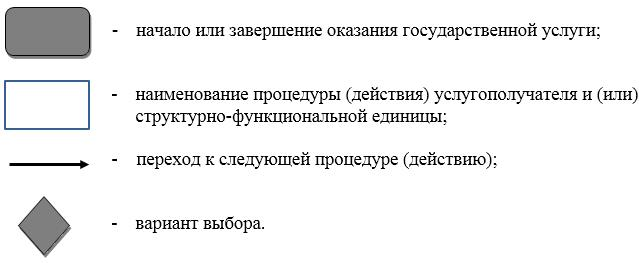 - начало или завершение оказания государственной услуги;
- наименование процедуры (действия) услугополучателя и (или)
структурно-функциональной единицы;
- переход к следующей процедуре (действию);
- вариант выбора.